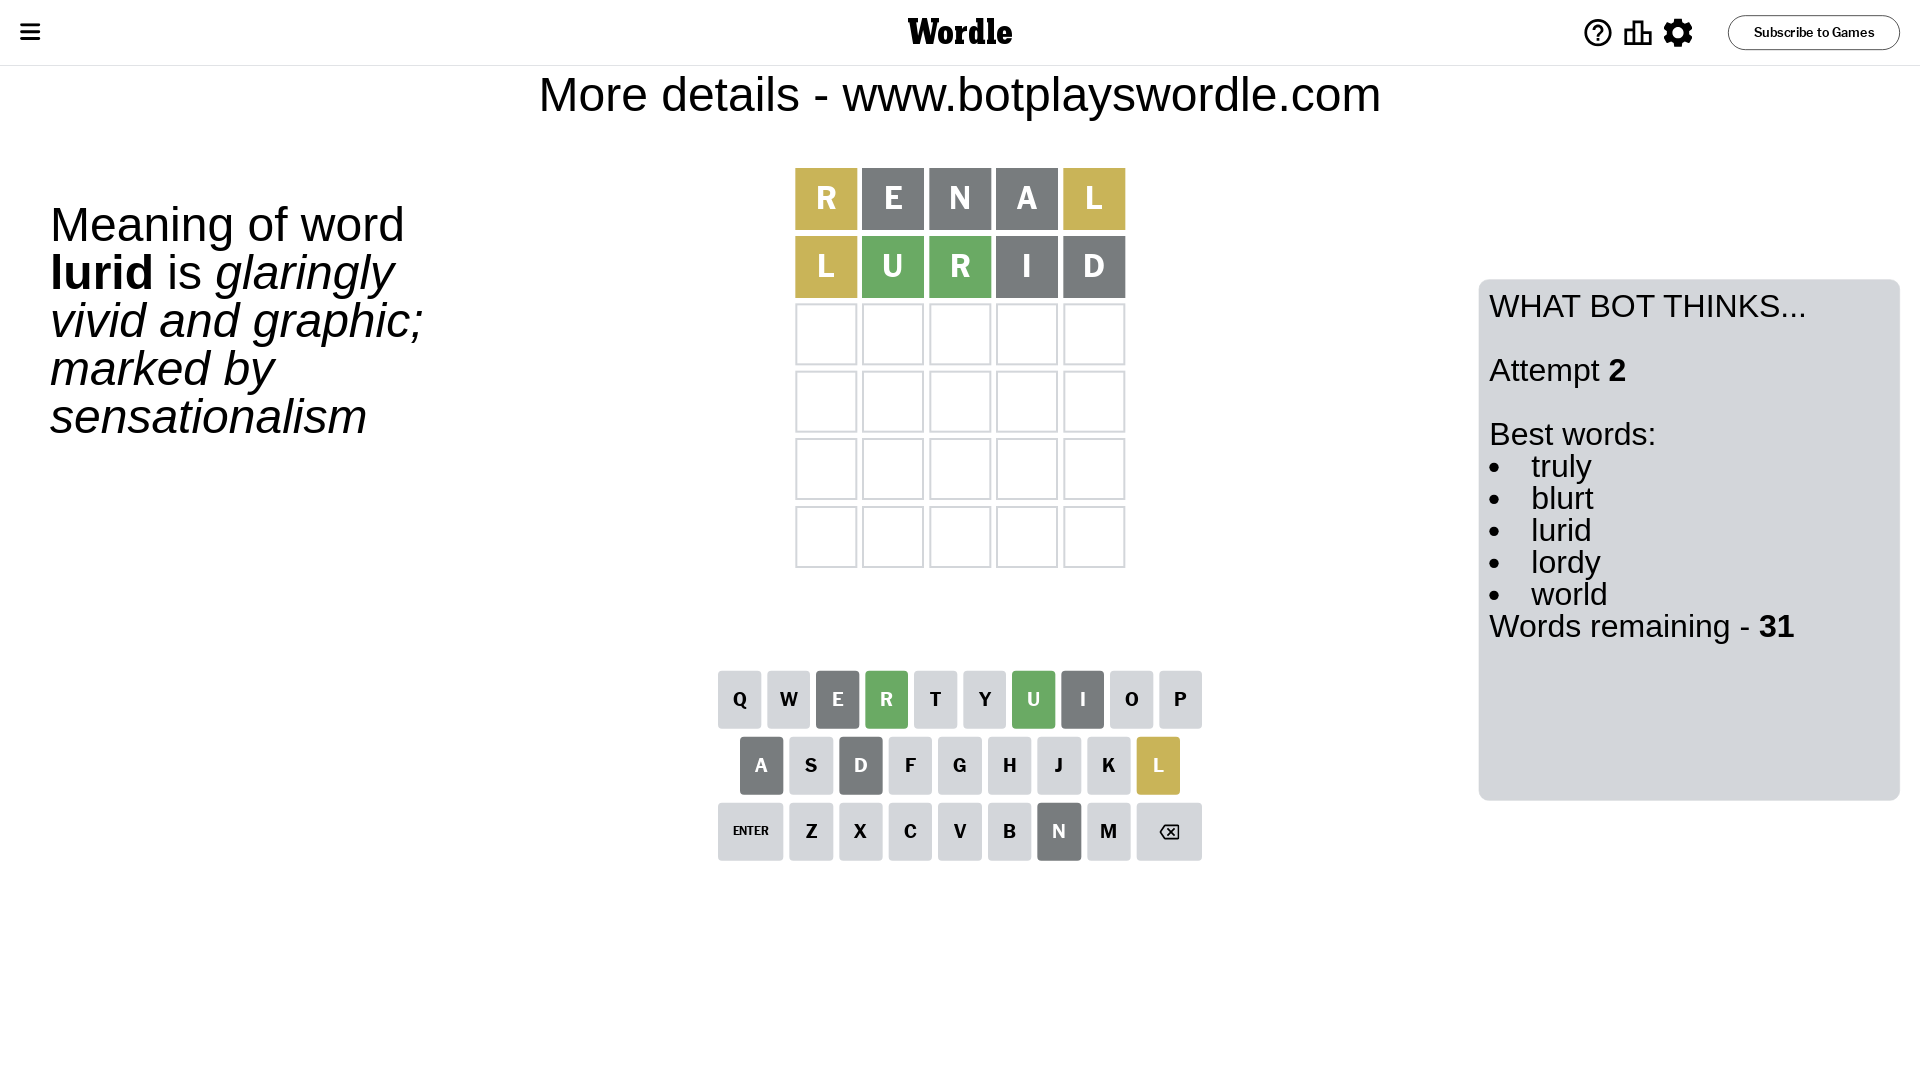 Wordle
Subscribe to Games
More details - www.botplayswordle.com
Meaning of word
lurid is glaringly
vivid and graphic;
marked by
sensationalism
R E N A L
L U R I D
WHAT BOT THINKS...
Attempt 2
Best words:
• truly
• blurt
• lurid
• lordy
• world
Words remaining - 31
Q W E R T Y U I O P
A S D F G H J K L
ENTER Z X C V B N M